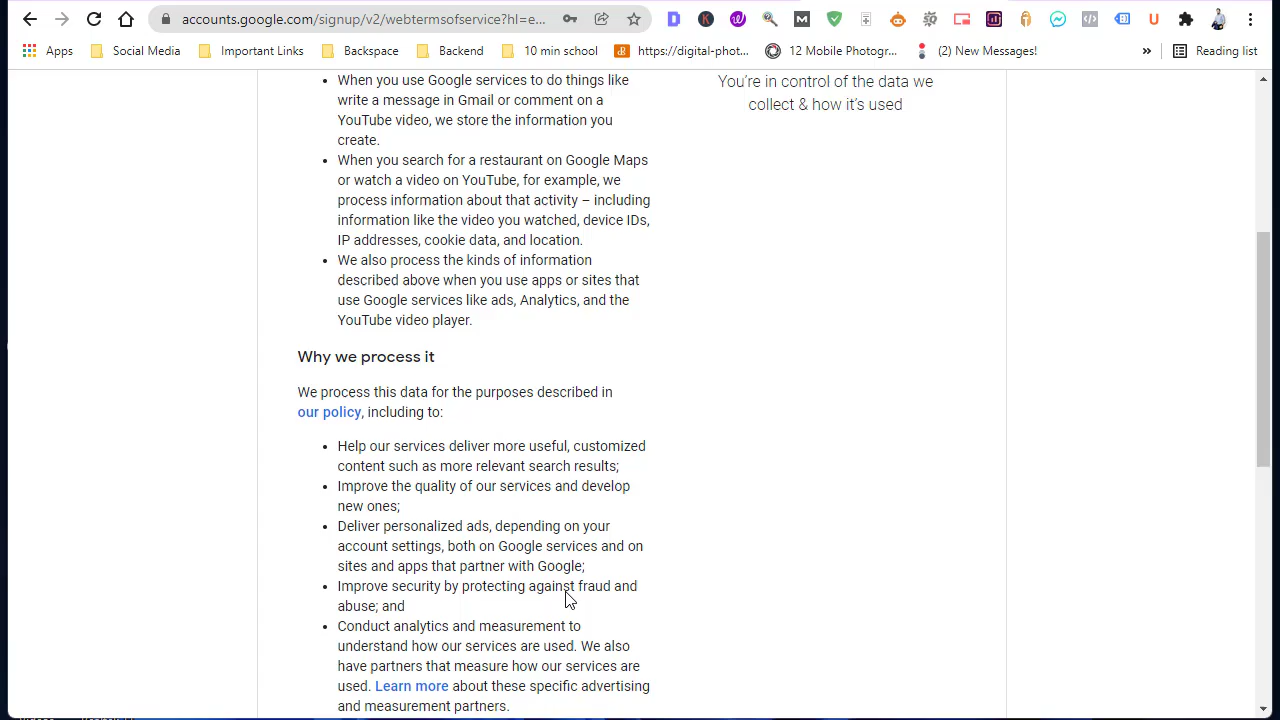 accounts.google.com/signup/v2/webtermsofservice?hl=e...
Apps
Social Media
Important Links
Backspace
Backend
10 min school
https://digital-phot...
12 Mobile Photogr...
(2) New Messages!
»
Reading list
When you use Google services to do things like
write a message in Gmail or comment on a
YouTube video, we store the information you
create.
When you search for a restaurant on Google Maps
or watch a video on YouTube, for example, we
process information about that activity – including
information like the video you watched, device IDs,
IP addresses, cookie data, and location.
We also process the kinds of information
described above when you use apps or sites that
use Google services like ads, Analytics, and the
YouTube video player.
You're in control of the data we
collect & how it's used
Why we process it
We process this data for the purposes described in
our policy, including to:
Help our services deliver more useful, customized
content such as more relevant search results;
Improve the quality of our services and develop
new ones;
Deliver personalized ads, depending on your
account settings, both on Google services and on
sites and apps that partner with Google;
Improve security by protecting against fraud and
abuse; and
Conduct analytics and measurement to
understand how our services are used. We also
have partners that measure how our services are
used. Learn more about these specific advertising
and measurement partners.